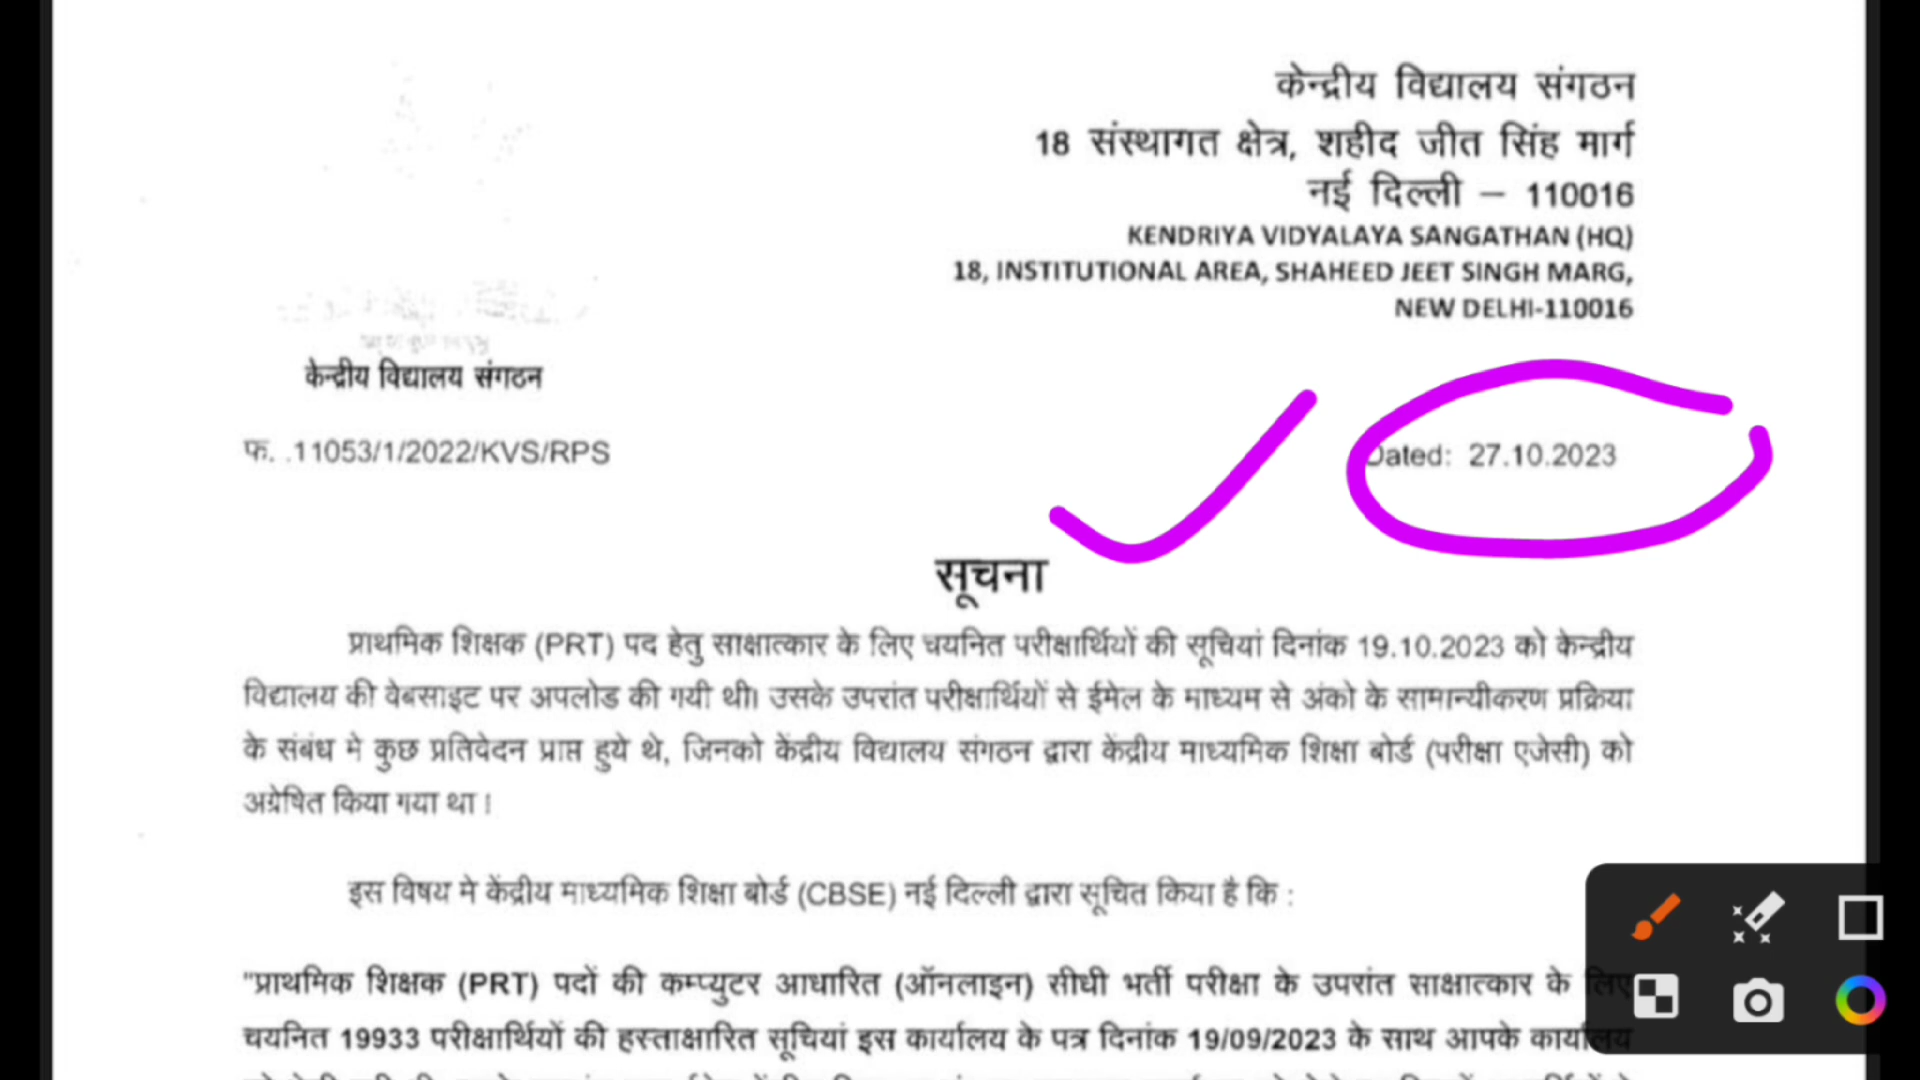 केन्द्रीय विद्यालय संगठन
18 संस्थागत क्षेत्र, शहीद जीत सिंह मार्ग
नई दिल्ली – 110016
KENDRIYA VIDYALAYA SANGATHAN (HQ)
18, INSTITUTIONAL AREA, SHAHEED JEET SINGH MARG,
NEW DELHI-110016
केन्द्रीय विद्यालय संगठन
फ. .11053/1/2022/KVS/RPS
Dated: 27.10.2023
सूचना
प्राथमिक शिक्षक (PRT) पद हेतु साक्षात्कार के लिए चयनित परीक्षार्थियों की सूचियां दिनांक 19.10.2023 को केन्द्रीय
विद्यालय की वेबसाइट पर अपलोड की गयी थी। उसके उपरांत परीक्षार्थियों से ईमेल के माध्यम से अंको के सामान्यीकरण प्रक्रिया
के संबंध मे कुछ प्रतिवेदन प्राप्त हुये थे, जिनको केंद्रीय विद्यालय संगठन द्वारा केंद्रीय माध्यमिक शिक्षा बोर्ड (परीक्षा एजेसी) को
अग्रेषित किया गया था ।
इस विषय मे केंद्रीय माध्यमिक शिक्षा बोर्ड (CBSE) नई दिल्ली द्वारा सूचित किया है कि :
"प्राथमिक शिक्षक (PRT) पदों की कम्प्युटर आधारित (ऑनलाइन) सीधी भर्ती परीक्षा के उपरांत साक्षात्कार के लिए
चयनित 19933 परीक्षार्थियों की हस्ताक्षारित सूचियां इस कार्यालय के पत्र दिनांक 19/09/2023 के साथ आपके कार्यालय